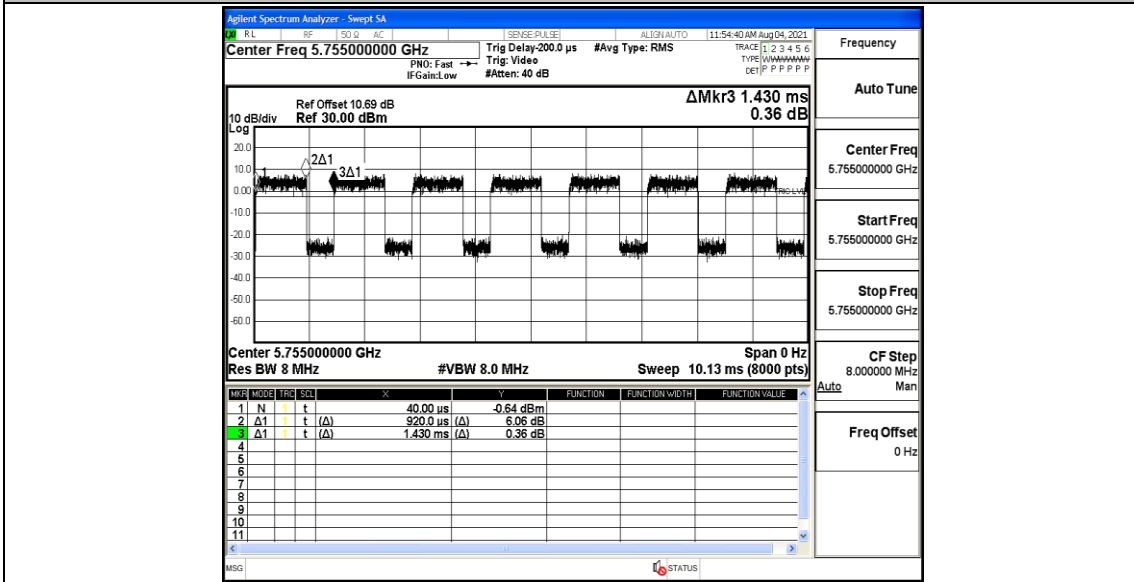 Agilent Spectrum Analyzer - Swept SA
LXI RL RF 50 Ω AC SENSE:PULSE ALIGN AUTO 11:54:40 AM Aug 04, 2021
Center Freq 5.755000000 GHz
PNO: Fast
IFGain:Low
Trig Delay-200.0 µs
Trig: Video
#Atten: 40 dB
#Avg Type: RMS
TRACE 1 2 3 4 5 6
TYPE
DET P P P P P P
ΔMkr3 1.430 ms
0.36 dB
Ref Offset 10.69 dB
10 dB/div Ref 30.00 dBm
Log
20.0
10.0
0.00
-10.0
-20.0
-30.0
-40.0
-50.0
-60.0
1
2Δ1
3Δ1
TRIG LVL
Center 5.755000000 GHz Span 0 Hz
Res BW 8 MHz #VBW 8.0 MHz Sweep 10.13 ms (8000 pts)
MKR MODE TRC SCL X Y FUNCTION FUNCTION WIDTH FUNCTION VALUE
1 N 1 t 40.00 µs -0.64 dBm
2 Δ1 1 t (Δ) 920.0 µs (Δ) 6.06 dB
3 Δ1 1 t (Δ) 1.430 ms (Δ) 0.36 dB
4
5
6
7
8
9
10
11
MSG STATUS
Frequency
Auto Tune
Center Freq
5.755000000 GHz
Start Freq
5.755000000 GHz
Stop Freq
5.755000000 GHz
CF Step
8.000000 MHz
Auto Man
Freq Offset
0 Hz